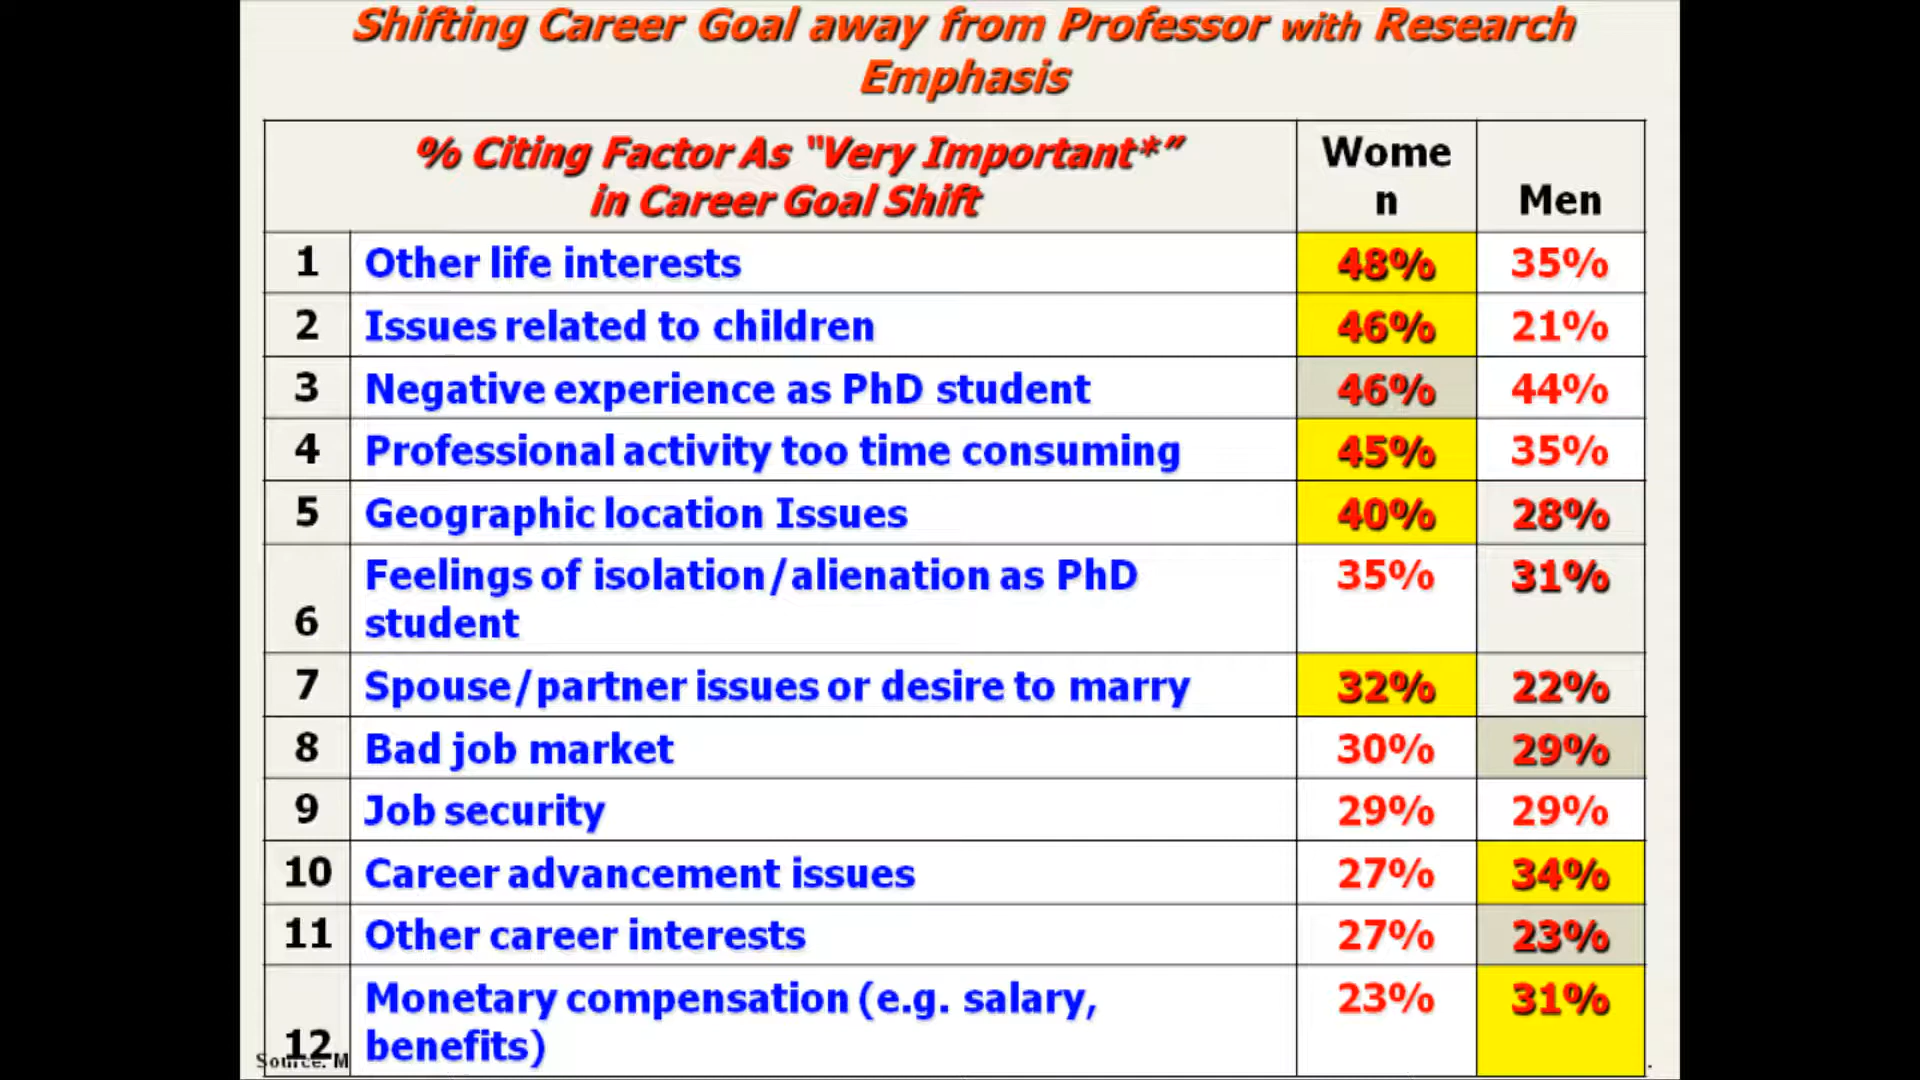 Shifting Career Goal away from Professor with Research
Emphasis
% Citing Factor As "Very Important*"
in Career Goal Shift
Wome
n
Men
1 Other life interests 48% 35%
2 Issues related to children 46% 21%
3 Negative experience as PhD student 46% 44%
4 Professional activity too time consuming 45% 35%
5 Geographic location Issues 40% 28%
Feelings of isolation/alienation as PhD 35% 31%
6 student
7 Spouse/partner issues or desire to marry 32% 22%
8 Bad job market 30% 29%
9 Job security 29% 29%
10 Career advancement issues 27% 34%
11 Other career interests 27% 23%
Monetary compensation (e.g. salary, 23% 31%
12 benefits)
Source: M